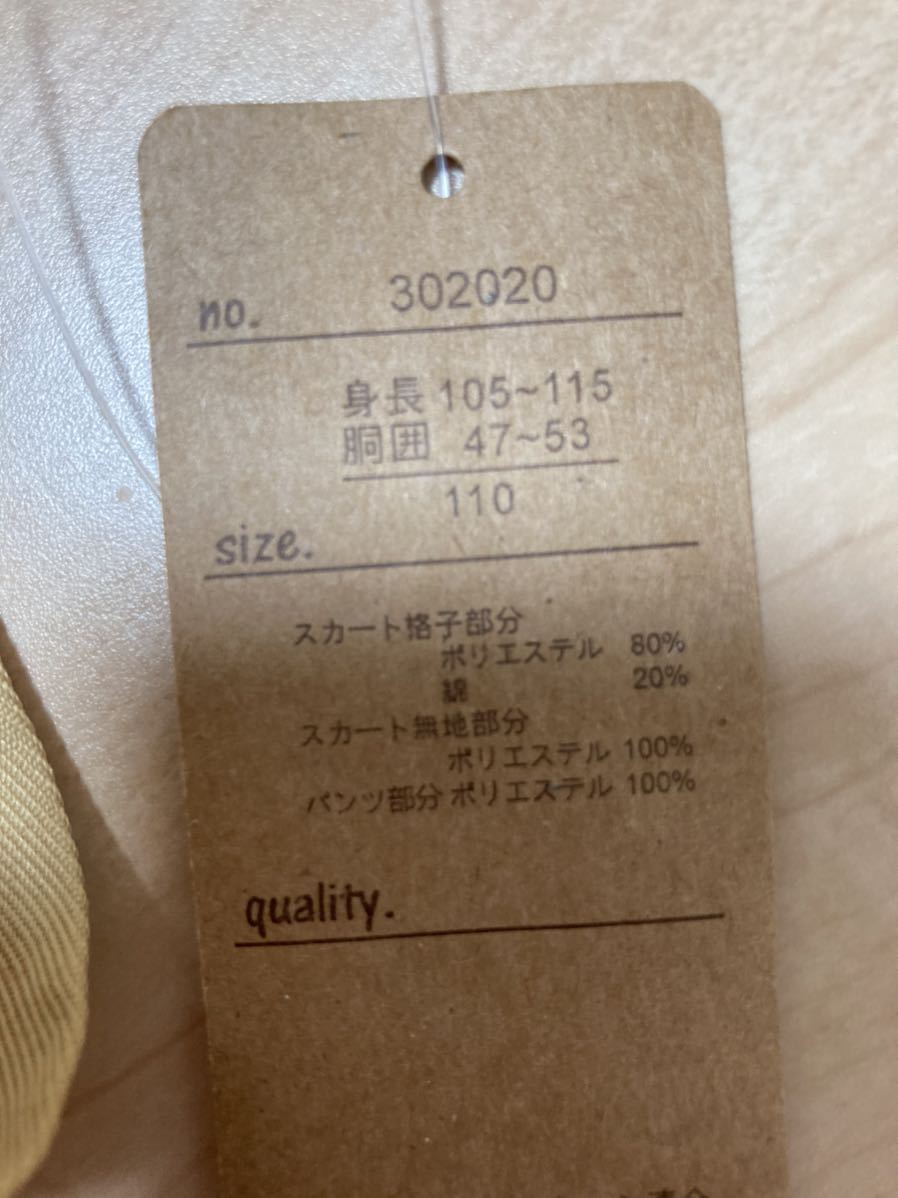 no. 302020
身長 105~115
胴囲 47~53
110
size.
スカート格子部分
ポリエステル 80%
綿 20%
スカート無地部分
ポリエステル 100%
パンツ部分 ポリエステル 100%
quality.